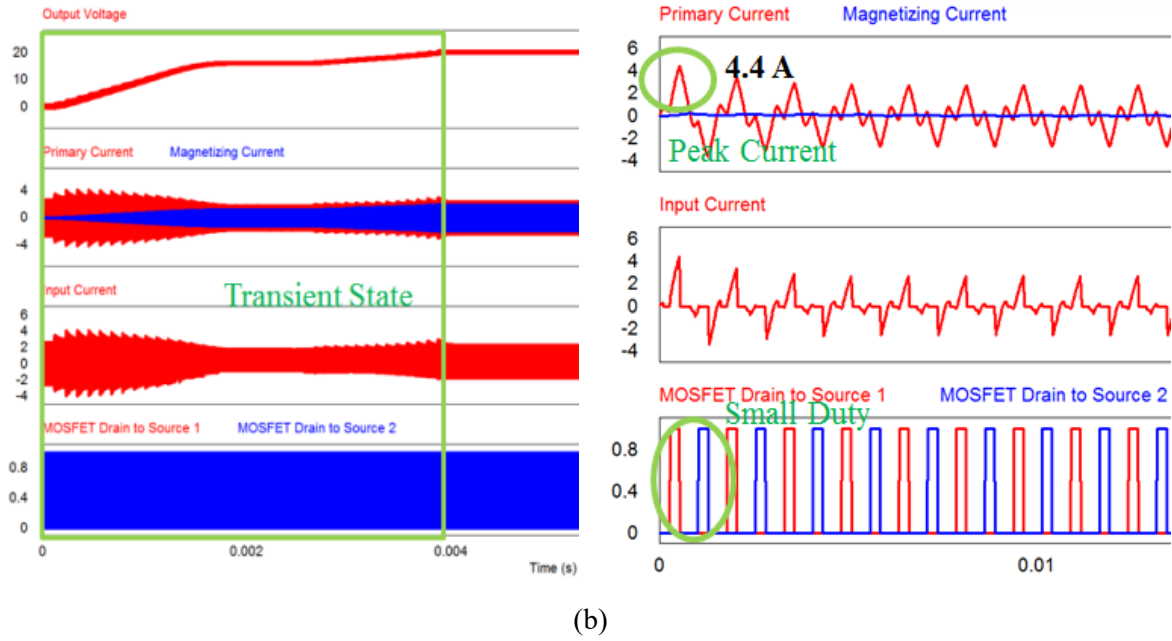 Output Voltage
20
10
0
Primary Current Magnetizing Current
4
0
-4
Input Current
Transient State
6
4
2
0
-2
-4
MOSFET Drain to Source 1 MOSFET Drain to Source 2
0.8
0.4
0
0 0.002 0.004
Time (s)
Primary Current Magnetizing Current
6
4
2
0
-2
-4
4.4 A
Peak Current
Input Current
6
4
2
0
-2
-4
MOSFET Drain to Source 1 MOSFET Drain to Source 2
Small Duty
0.8
0.4
0
0 0.01
(b)